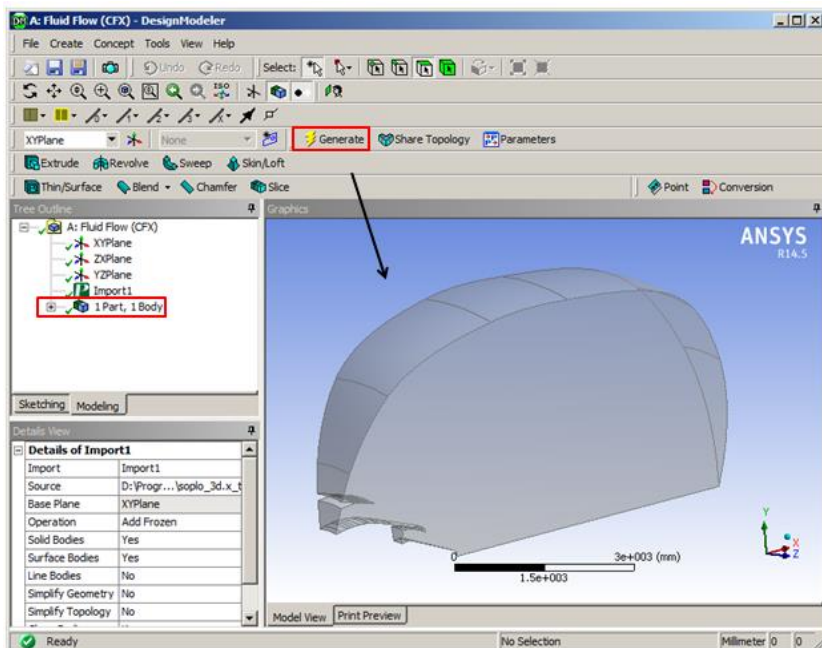 A: Fluid Flow (CFX) - DesignModeler
File Create Concept Tools View Help
Undo Redo Select:
XYPlane None Generate Share Topology Parameters
Extrude Revolve Sweep Skin/Loft
Thin/Surface Blend Chamfer Slice Point Conversion
Tree Outline
A: Fluid Flow (CFX)
XYPlane
ZXPlane
YZPlane
Import1
1 Part, 1 Body
Sketching Modeling
Details View
Details of Import1
Import Import1
Source D:\Progr...\soplo_3d.x_t
Base Plane XYPlane
Operation Add Frozen
Solid Bodies Yes
Surface Bodies Yes
Line Bodies No
Simplify Geometry No
Simplify Topology No
Graphics
ANSYS
R14.5
Y
X
Z
0 3e+003 (mm)
1.5e+003
Model View Print Preview
Ready No Selection Millimeter 0 0